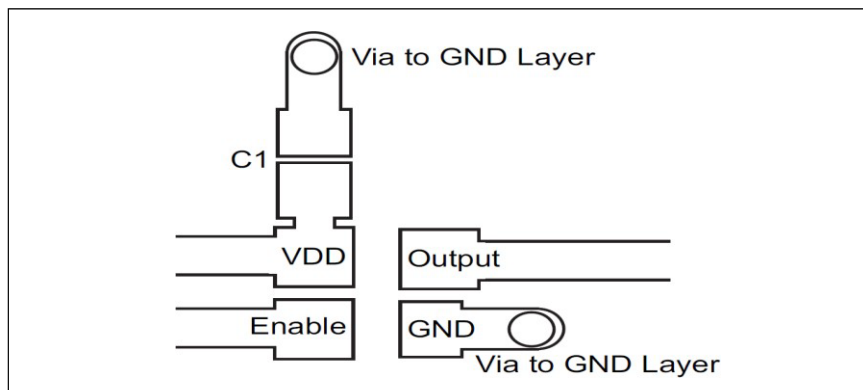 Via to GND Layer
C1
VDD
Output
Enable
GND
Via to GND Layer